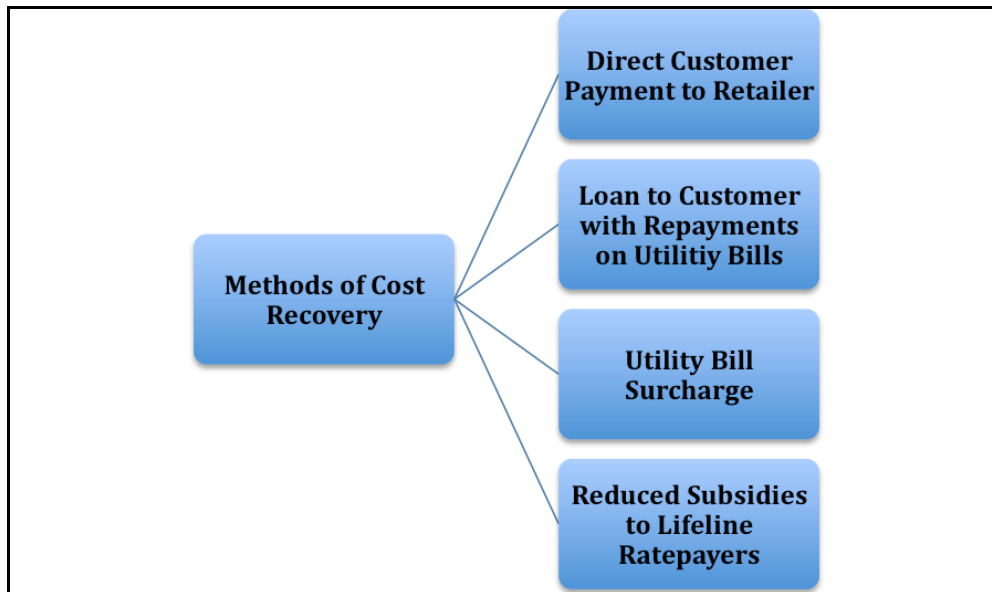 Direct Customer
Payment to Retailer
Loan to Customer
with Repayments
on Utilitiy Bills
Methods of Cost
Recovery
Utility Bill
Surcharge
Reduced Subsidies
to Lifeline
Ratepayers